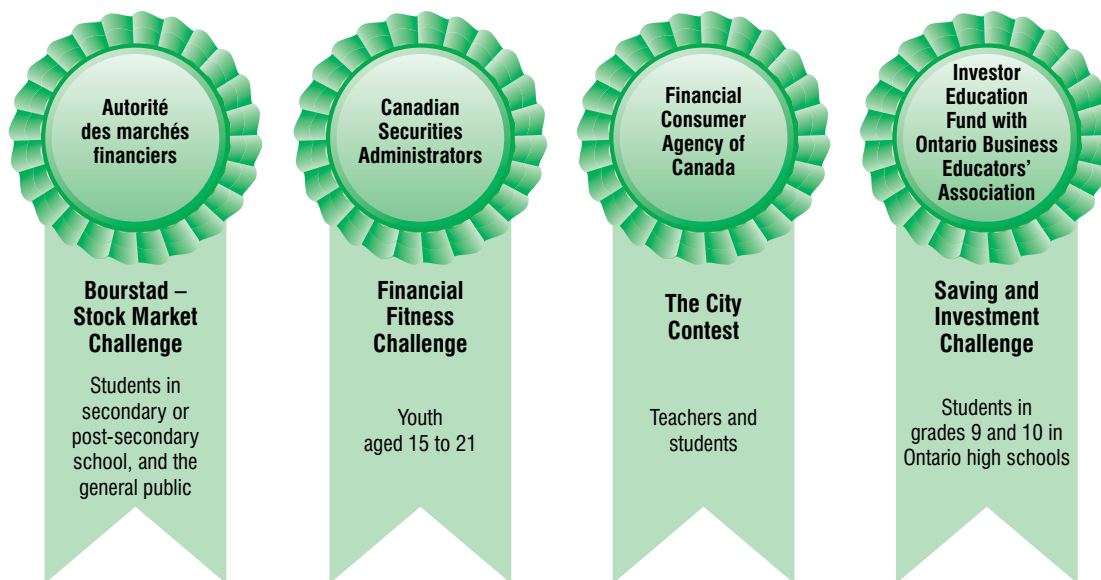 Autorité
des marchés
financiers
Bourstad –
Stock Market
Challenge
Students in
secondary or
post-secondary
school, and the
general public
Canadian
Securities
Administrators
Financial
Fitness
Challenge
Youth
aged 15 to 21
Financial
Consumer
Agency of
Canada
The City
Contest
Teachers and
students
Investor
Education
Fund with
Ontario Business
Educators’
Association
Saving and
Investment
Challenge
Students in
grades 9 and 10 in
Ontario high schools